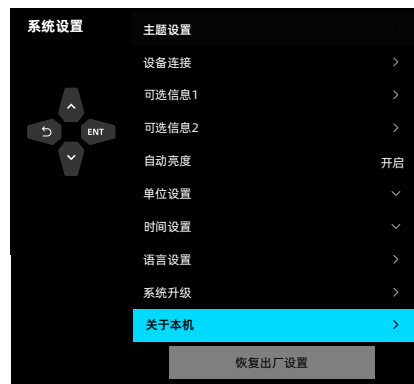 系统设置
主题设置
设备连接
可选信息1
可选信息2
ENT
自动亮度 开启
单位设置
时间设置
语言设置
系统升级
关于本机
恢复出厂设置